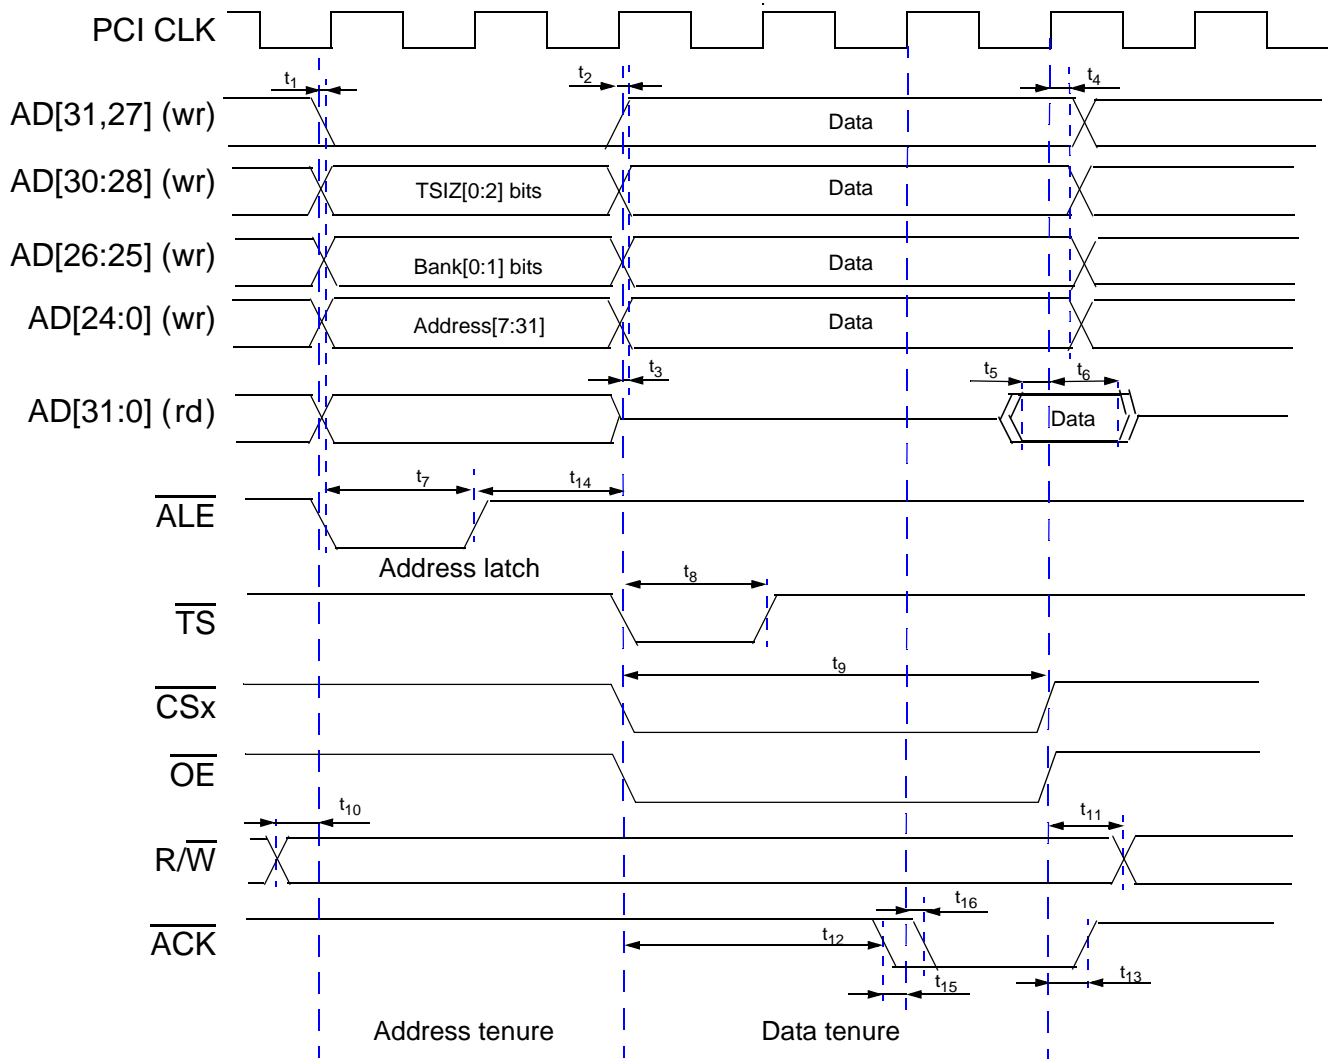 PCI CLK
t1 t2 t4
AD[31,27] (wr) Data
AD[30:28] (wr) TSIZ[0:2] bits Data
AD[26:25] (wr) Bank[0:1] bits Data
AD[24:0] (wr) Address[7:31] Data
t3 t5 t6
AD[31:0] (rd) Data
t7 t14
ALE
Address latch
t8
TS
t9
CSx
OE
t10 t11
R/W
t16
ACK t12
t15 t13
Address tenure Data tenure